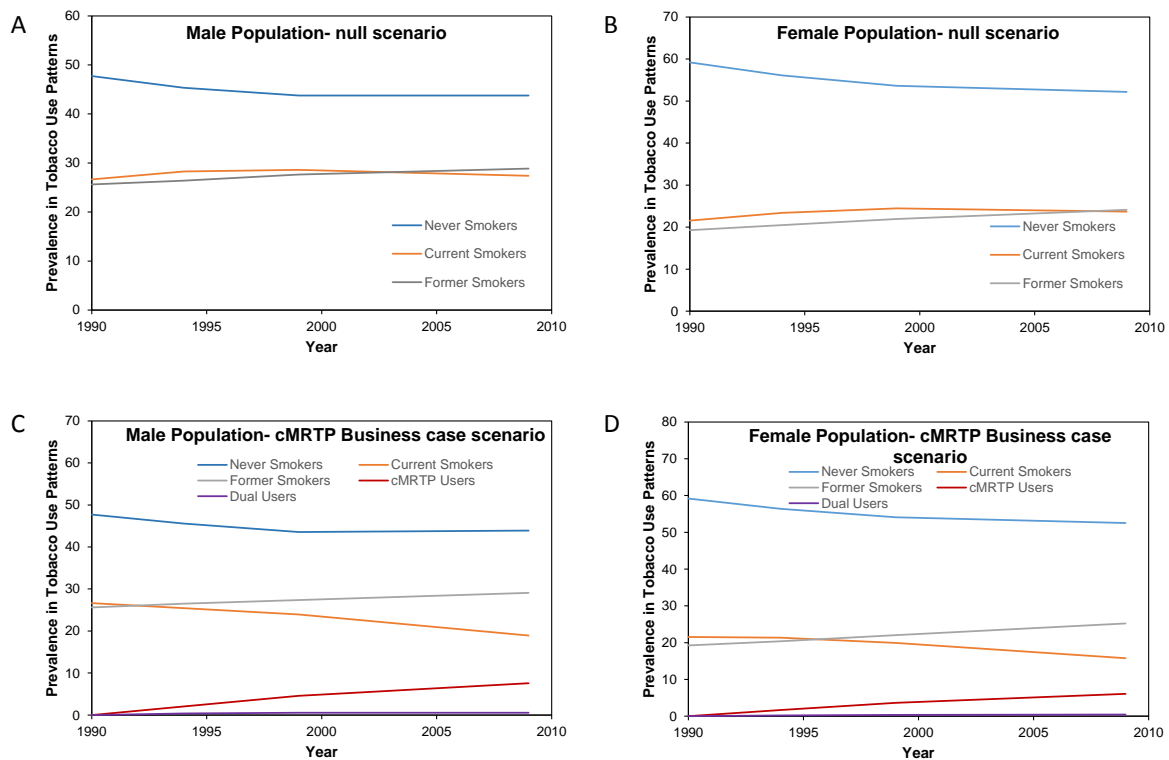 A
Male Population- null scenario
Prevalence in Tobacco Use Patterns
60
50
40
30
20
10
0
Never Smokers
Current Smokers
Former Smokers
1990
1995
2000
2005
2010
Year
B
Female Population- null scenario
Prevalence in Tobacco Use Patterns
70
60
50
40
30
20
10
0
Never Smokers
Current Smokers
Former Smokers
1990
1995
2000
2005
2010
Year
C
Male Population- cMRTP Business case scenario
Prevalence in Tobacco Use Patterns
70
60
50
40
30
20
10
0
Never Smokers
Current Smokers
Former Smokers
cMRTP Users
Dual Users
1990
1995
2000
2005
2010
Year
D
Female Population- cMRTP Business case
scenario
Prevalence in Tobacco Use Patterns
80
70
60
50
40
30
20
10
0
Never Smokers
Current Smokers
Former Smokers
cMRTP Users
Dual Users
1990
1995
2000
2005
2010
Year